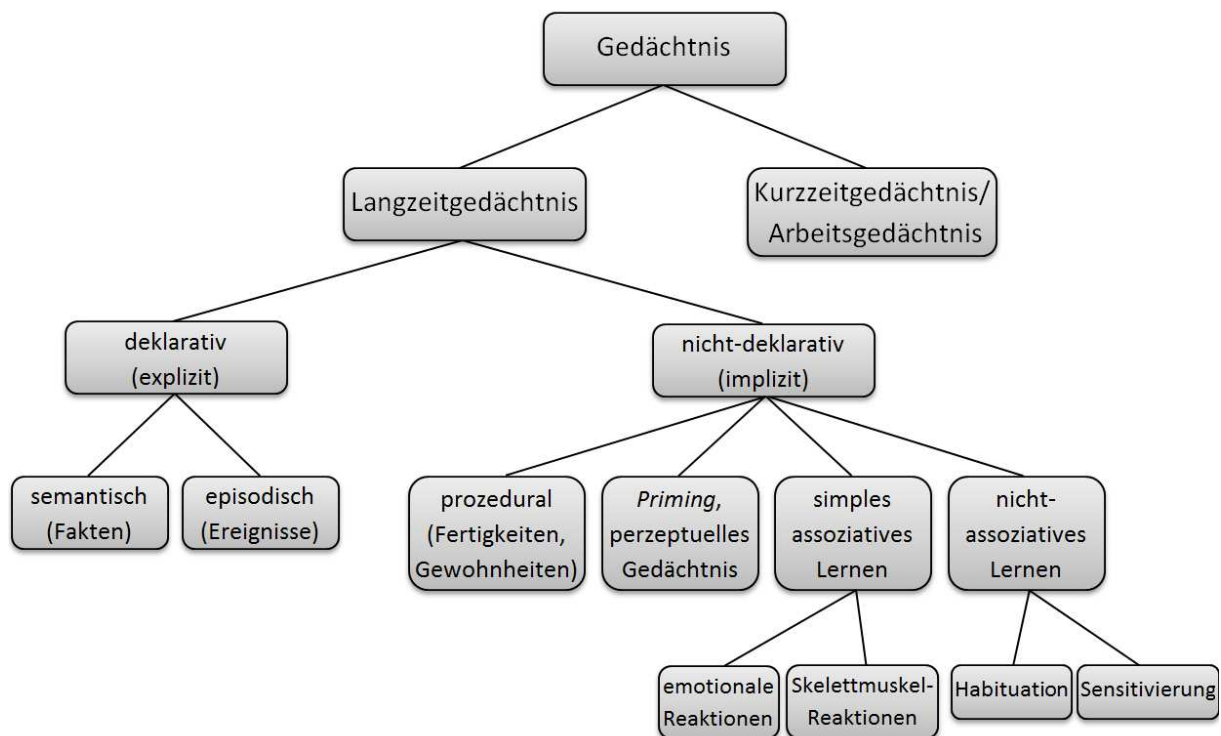 Gedächtnis
Langzeitgedächtnis
Kurzzeitgedächtnis/
Arbeitsgedächtnis
deklarativ
(explizit)
nicht-deklarativ
(implizit)
semantisch
(Fakten)
episodisch
(Ereignisse)
prozedural
(Fertigkeiten,
Gewohnheiten)
Priming,
perzeptuelles
Gedächtnis
simples
assoziatives
Lernen
nicht-
assoziatives
Lernen
emotionale
Reaktionen
Skelettmuskel-
Reaktionen
Habituation
Sensitivierung